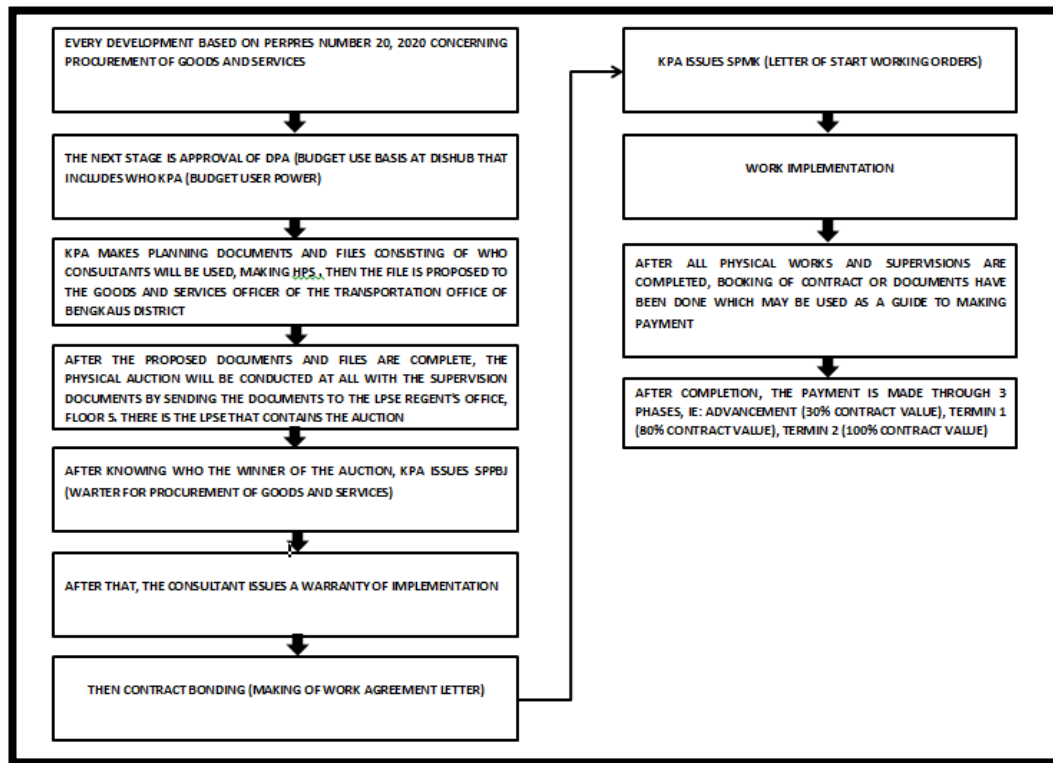 EVERY DEVELOPMENT BASED ON PERPRES NUMBER 20, 2020 CONCERNING
PROCUREMENT OF GOODS AND SERVICES
THE NEXT STAGE IS APPROVAL OF DPA (BUDGET USE BASIS AT DISHUB THAT
INCLUDES WHO KPA (BUDGET USER POWER)
KPA MAKES PLANNING DOCUMENTS AND FILES CONSISTING OF WHO
CONSULTANTS WILL BE USED, MAKING HPS, THEN THE FILE IS PROPOSED TO
THE GOODS AND SERVICES OFFICER OF THE TRANSPORTATION OFFICE OF
BENGKALIS DISTRICT
AFTER THE PROPOSED DOCUMENTS AND FILES ARE COMPLETE, THE
PHYSICAL AUCTION WILL BE CONDUCTED AT ALL WITH THE SUPERVISION
DOCUMENTS BY SENDING THE DOCUMENTS TO THE LPSE REGENT'S OFFICE,
FLOOR 5. THERE IS THE LPSE THAT CONTAINS THE AUCTION
AFTER KNOWING WHO THE WINNER OF THE AUCTION, KPA ISSUES SPPBJ
(WARTER FOR PROCUREMENT OF GOODS AND SERVICES)
AFTER THAT, THE CONSULTANT ISSUES A WARRANTY OF IMPLEMENTATION
THEN CONTRACT BONDING (MAKING OF WORK AGREEMENT LETTER)
KPA ISSUES SPMK (LETTER OF START WORKING ORDERS)
WORK IMPLEMENTATION
AFTER ALL PHYSICAL WORKS AND SUPERVISIONS ARE
COMPLETED, BOOKING OF CONTRACT OR DOCUMENTS HAVE
BEEN DONE WHICH MAY BE USED AS A GUIDE TO MAKING
PAYMENT
AFTER COMPLETION, THE PAYMENT IS MADE THROUGH 3
PHASES, IE: ADVANCEMENT (30% CONTRACT VALUE), TERMIN 1
(80% CONTRACT VALUE), TERMIN 2 (100% CONTRACT VALUE)